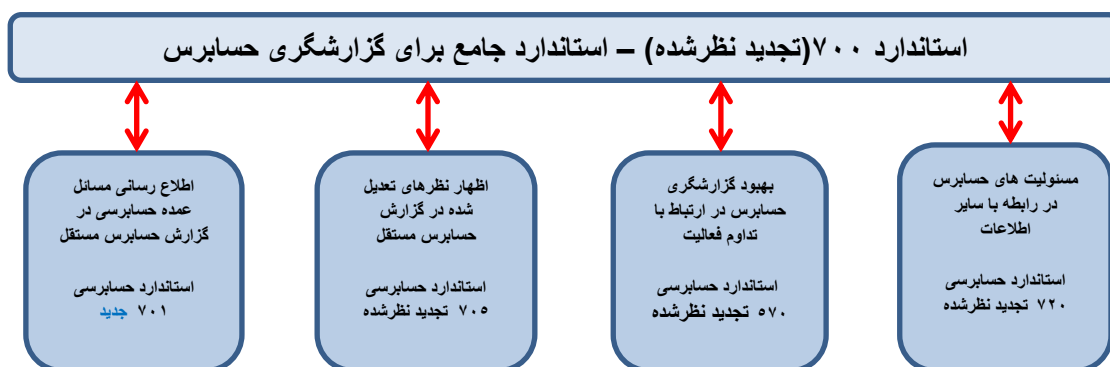 استاندارد ۷۰۰(تجدید نظرشده) – استاندارد جامع برای گزارشگری حسابرس
مسئولیت های حسابرس
در رابطه با سایر
اطلاعات
استاندارد حسابرسی
۷۲۰ تجدید نظرشده
بهبود گزارشگری
حسابرس در ارتباط با
تداوم فعالیت
استاندارد حسابرسی
۵۷۰ تجدید نظرشده
اظهار نظرهای تعدیل
شده در گزارش
حسابرس مستقل
استاندارد حسابرسی
۷۰۵ تجدید نظرشده
اطلاع رسانی مسائل
عمده حسابرسی در
گزارش حسابرس مستقل
استاندارد حسابرسی
۷۰۱ جدید